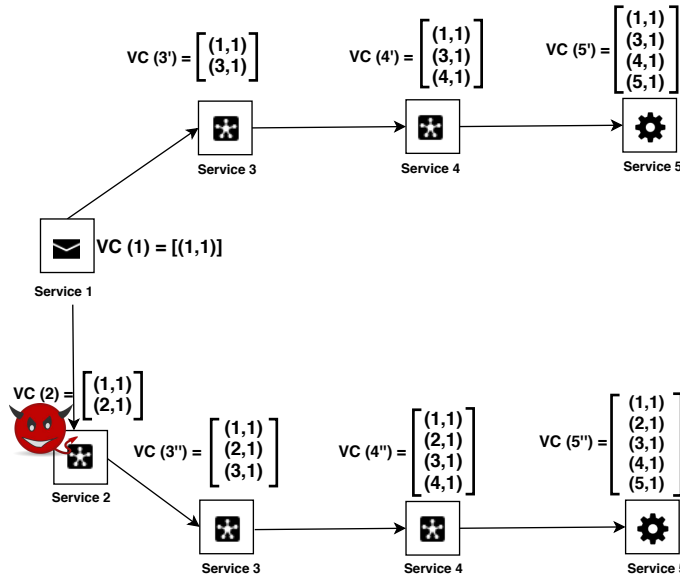 VC (3') = [(1,1)
(3,1)]
VC (4') = [(1,1)
(3,1)
(4,1)]
VC (5') = [(1,1)
(3,1)
(4,1)
(5,1)]
Service 3
Service 4
Service 5
VC (1) = [(1,1)]
Service 1
VC (2) = [(1,1)
(2,1)]
Service 2
VC (3'') = [(1,1)
(2,1)
(3,1)]
VC (4'') = [(1,1)
(2,1)
(3,1)
(4,1)]
VC (5'') = [(1,1)
(2,1)
(3,1)
(4,1)
(5,1)]
Service 3
Service 4
Service 5